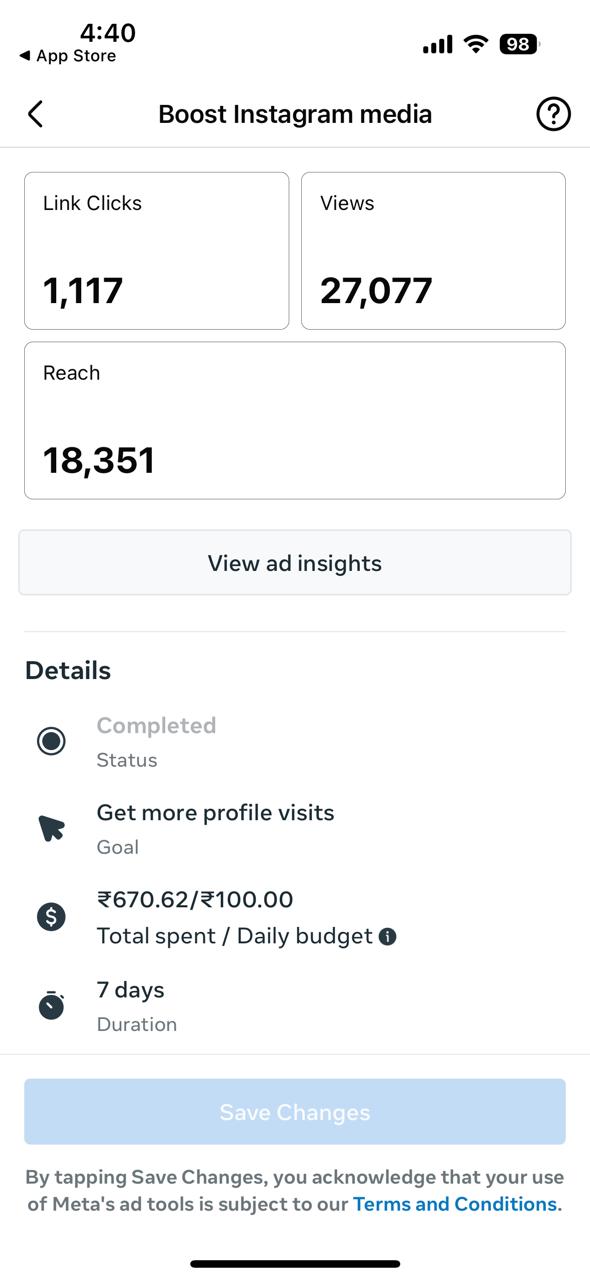 4:40
98
◀ App Store
Boost Instagram media
Link Clicks
Views
1,117
27,077
Reach
18,351
View ad insights
Details
Completed
Status
Get more profile visits
Goal
₹670.62/₹100.00
Total spent / Daily budget
7 days
Duration
Save Changes
By tapping Save Changes, you acknowledge that your use
of Meta's ad tools is subject to our Terms and Conditions.